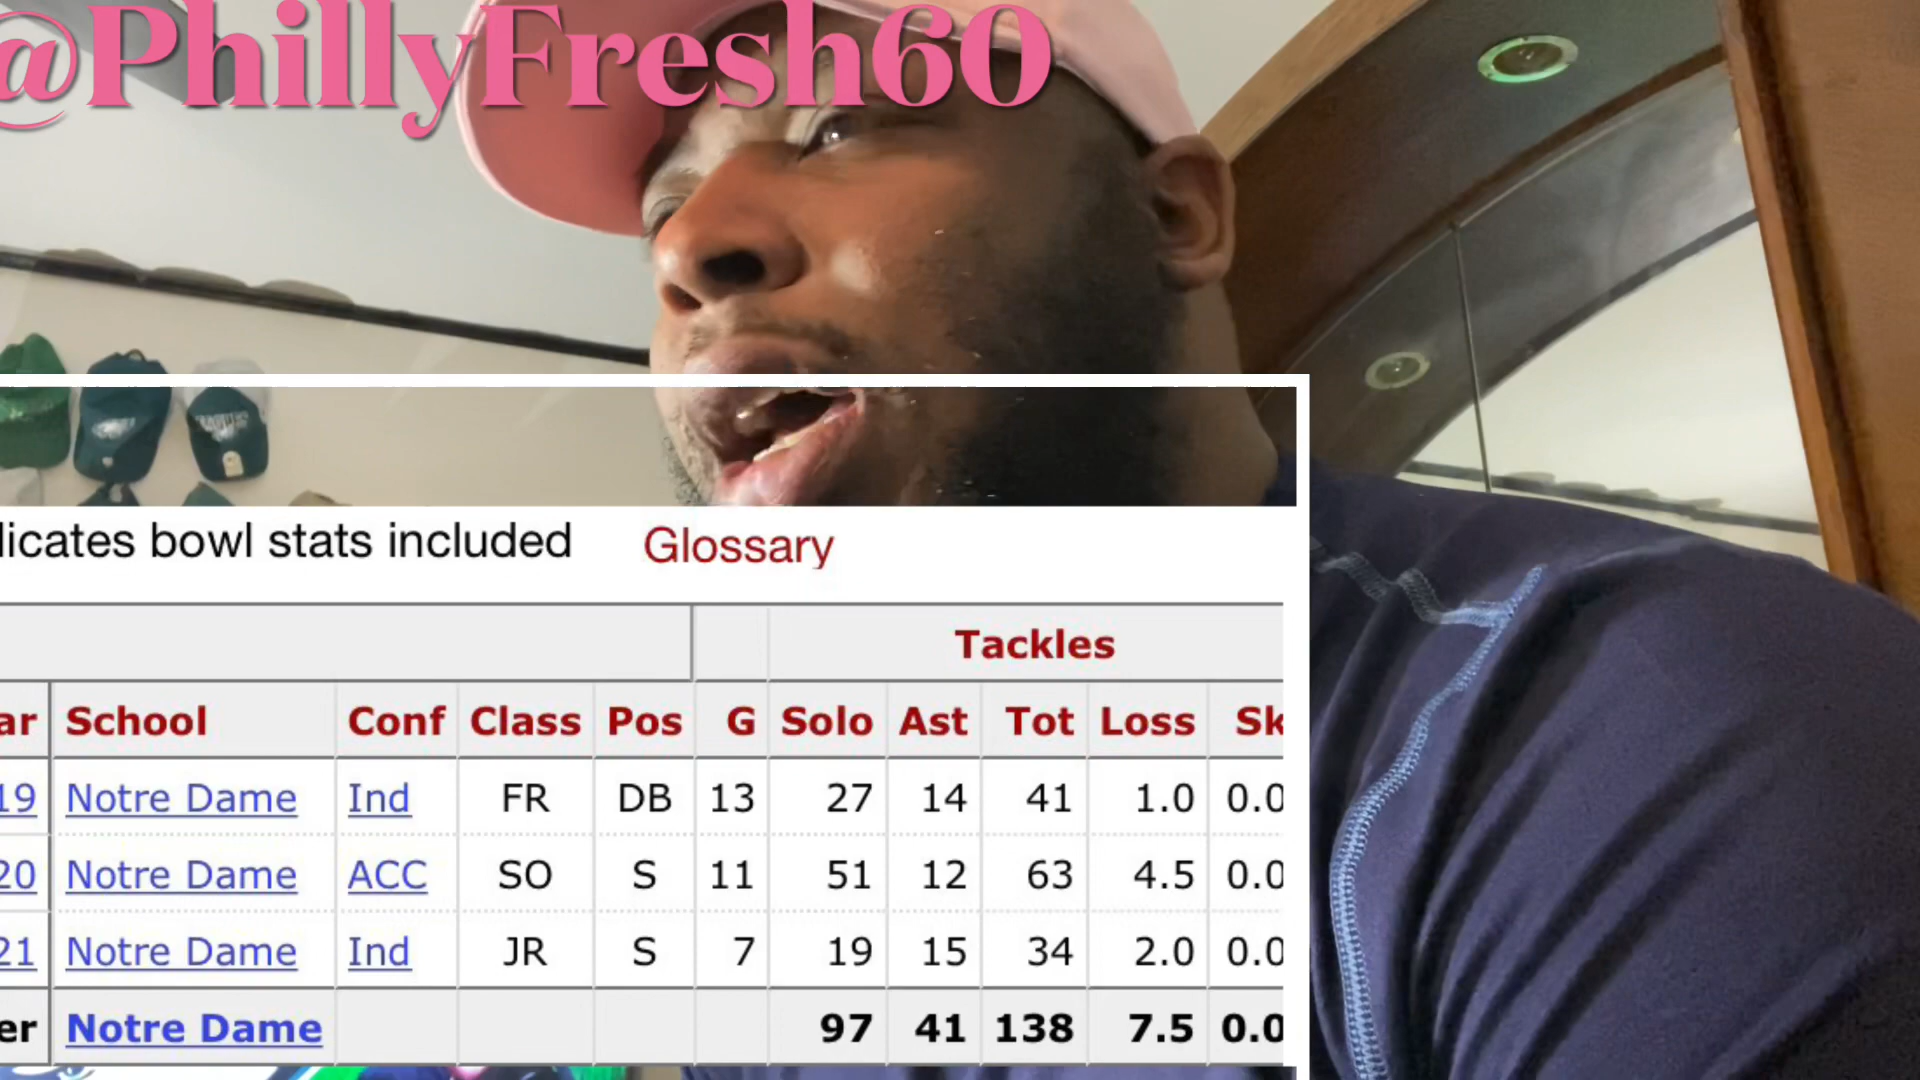 @PhillyFresh60
licates bowl stats included Glossary
Tackles
ar School Conf Class Pos G Solo Ast Tot Loss Sk
19 Notre Dame Ind FR DB 13 27 14 41 1.0 0.0
20 Notre Dame ACC SO S 11 51 12 63 4.5 0.0
21 Notre Dame Ind JR S 7 19 15 34 2.0 0.0
er Notre Dame 97 41 138 7.5 0.0